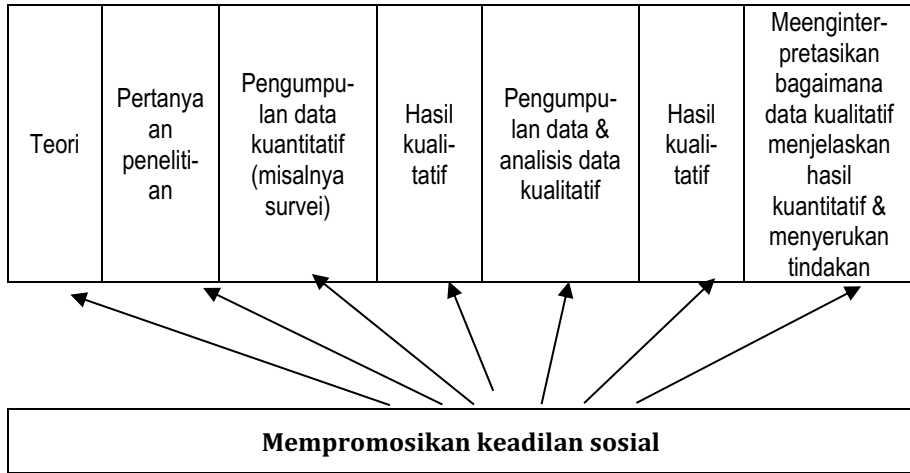 Teori
Pertanya
an
peneliti-
an
Pengumpu-
lan data
kuantitatif
(misalnya
survei)
Hasil
kuali-
tatif
Pengumpu-
lan data &
analisis data
kualitatif
Hasil
kuali-
tatif
Meenginter-
pretasikan
bagaimana
data kualitatif
menjelaskan
hasil
kuantitatif &
menyerukan
tindakan
Mempromosikan keadilan sosial